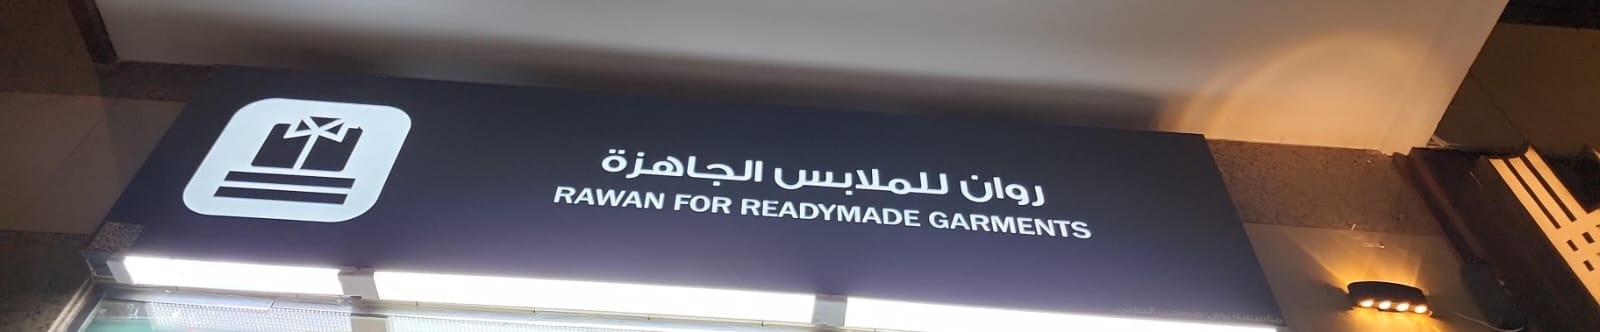 روان للملابس الجاهزة
RAWAN FOR READYMADE GARMENTS